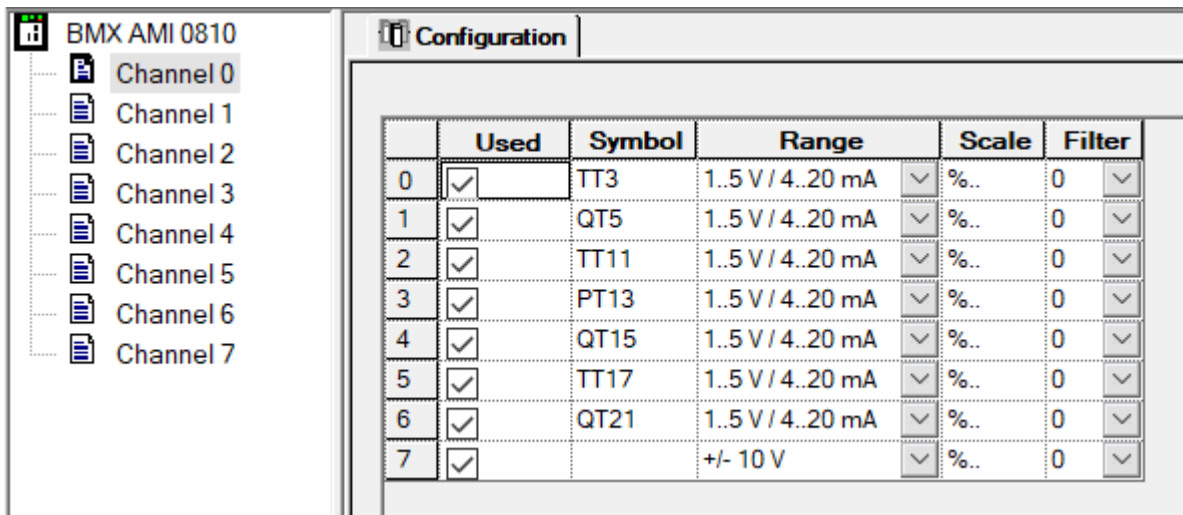 BMX AMI 0810
Channel 0
Channel 1
Channel 2
Channel 3
Channel 4
Channel 5
Channel 6
Channel 7
Configuration
Used Symbol Range Scale Filter
0 TT3 1..5 V / 4..20 mA %.. 0
1 QT5 1..5 V / 4..20 mA %.. 0
2 TT11 1..5 V / 4..20 mA %.. 0
3 PT13 1..5 V / 4..20 mA %.. 0
4 QT15 1..5 V / 4..20 mA %.. 0
5 TT17 1..5 V / 4..20 mA %.. 0
6 QT21 1..5 V / 4..20 mA %.. 0
7 +/- 10 V %.. 0